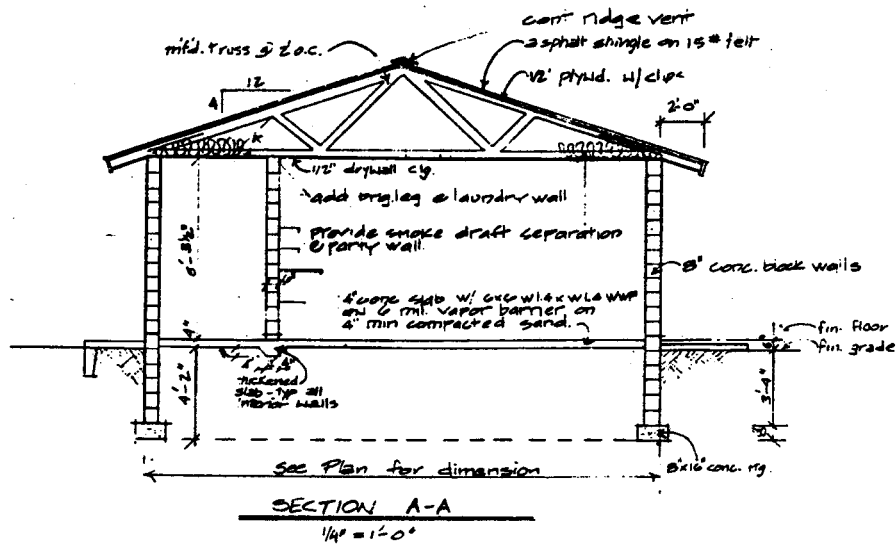 cont ridge vent
asphalt shingle on 15# felt
1/2" plywd. w/ clips
mfd. truss @ 2' o.c.
12
4
2'-0"
1/2" drywall clg.
add brg. leg @ laundry wall
provide smoke draft separation
@ party wall
8" conc. block walls
4" conc slab w/ 6x6 W1.4 x W1.4 WWF
on 6 mil. vapor barrier on
4" min compacted sand.
fin. floor
fin. grade
4"
4'-2"
3'-4"
thickened
slab - typ all
interior walls
See Plan for dimension
8"x16" conc. ftg.
SECTION A-A
1/4" = 1'-0"